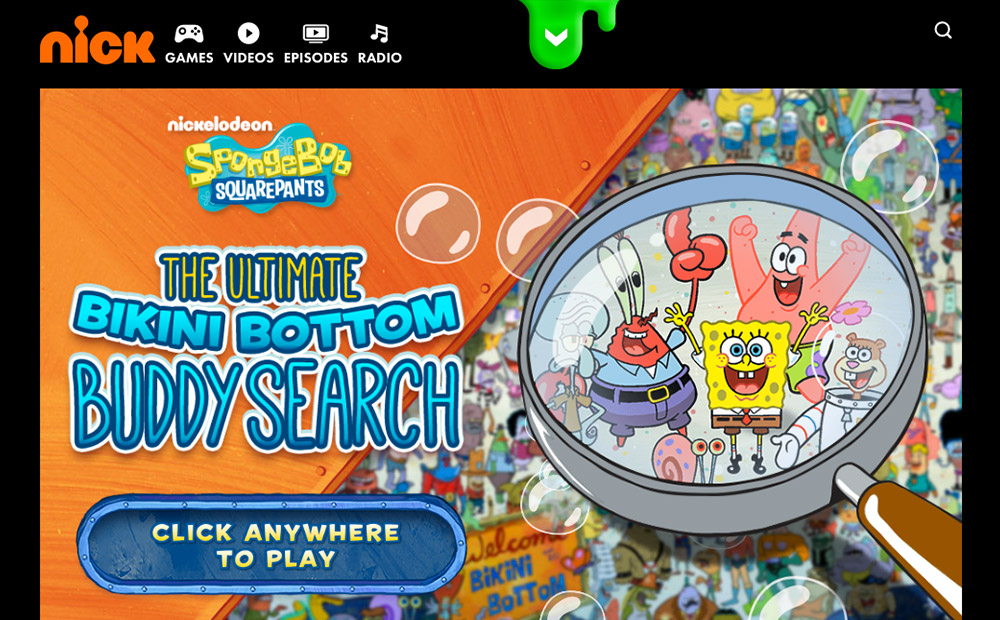 nick
GAMES VIDEOS EPISODES RADIO
nickelodeon
SpongeBob
SQUAREPANTS
THE ULTIMATE
BIKINI BOTTOM
BUDDY SEARCH
CLICK ANYWHERE
TO PLAY
Welcome
BIKINI
BOTTOM